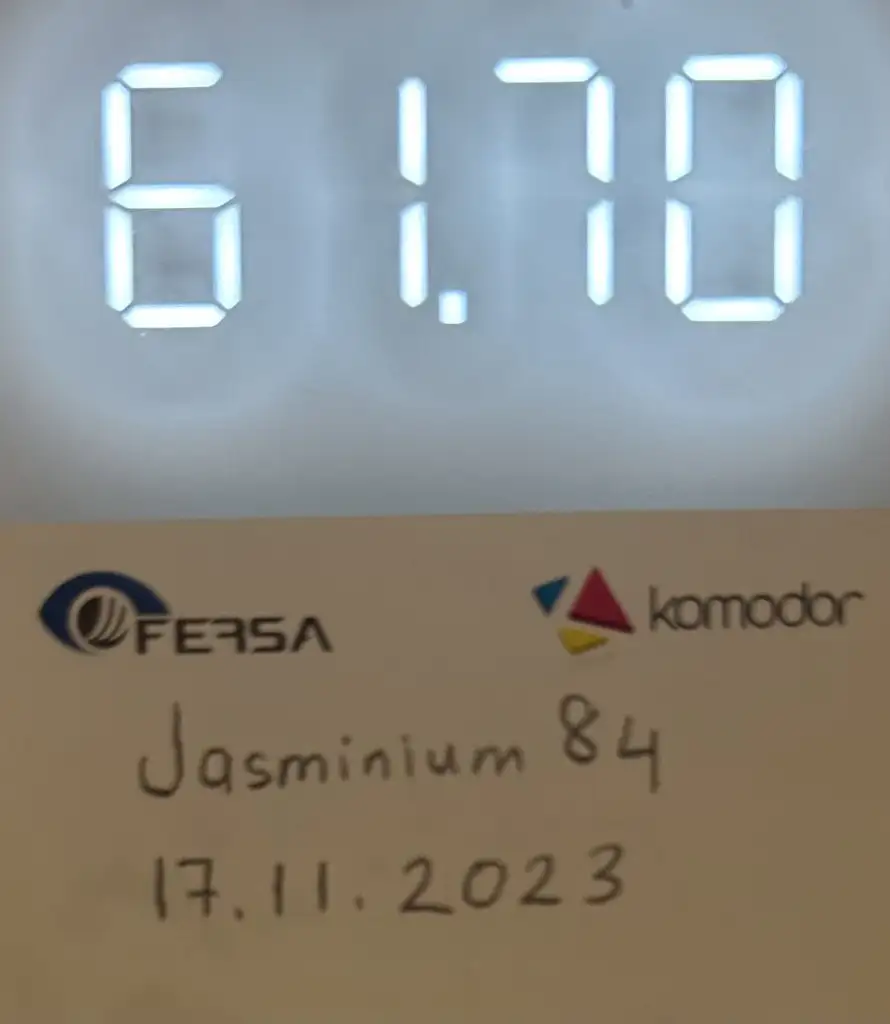 61.70
FERSA komodor
Jasminium 84
17.11.2023